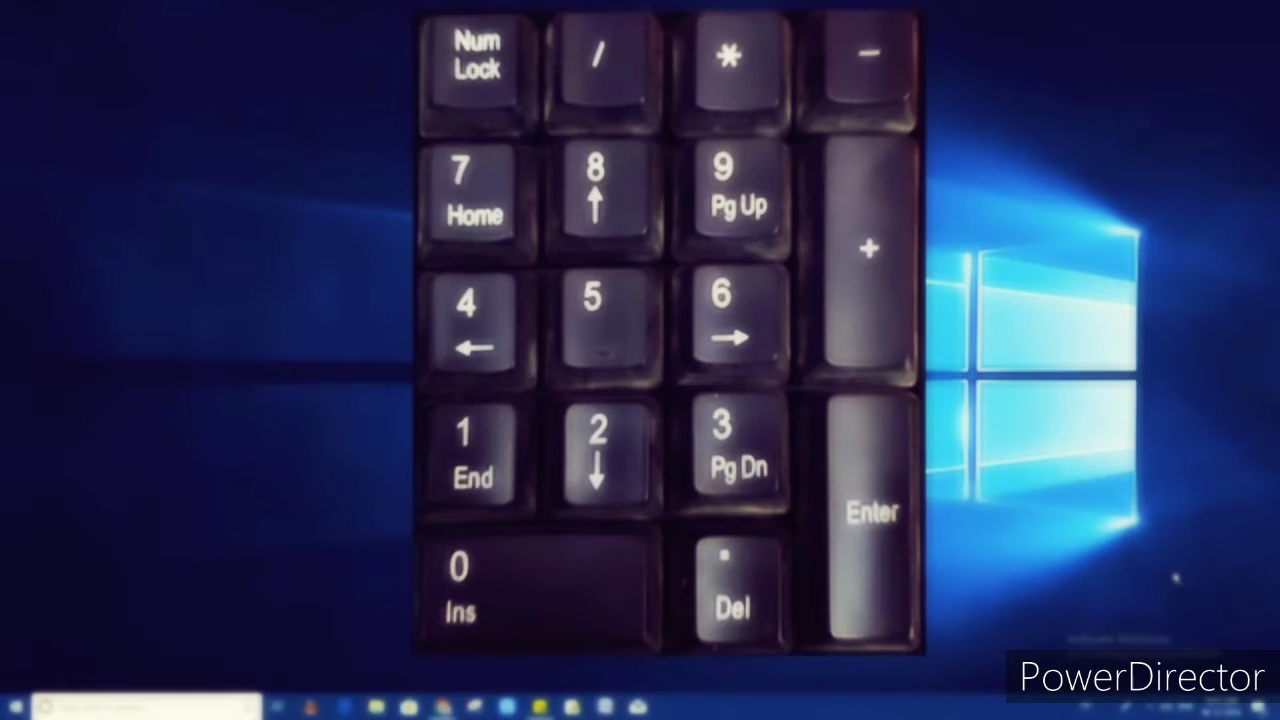 Num
Lock
/
*
−
7
Home
8
↑
9
Pg Up
+
4
←
5
6
→
1
End
2
↓
3
Pg Dn
Enter
0
Ins
.
Del
PowerDirector